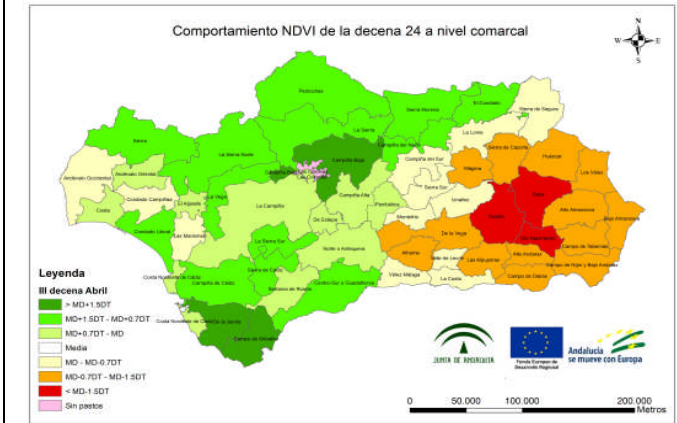 Comportamiento NDVI de la decena 24 a nivel comarcal
N
W
E
S
Pedroches
Sierra Morena
El Condado
Sierra de Segura
La Loma
Sierra
La Sierra Norte
La Sierra
Campiña Baja
Campiña del Norte
Campiña del Sur
Sierra de Cazorla
Mágina
Huéscar
Los Vélez
Andévalo Occidental
Andévalo Oriental
Costa
Condado Campiña
El Aljarafe
La Vega
Las Colonias
La Campiña
Campiña Alta
Penibética
Sierra Sur
Montefrío
Iznalloz
Baza
Guadix
Alto Almanzora
Bajo Almanzora
Condado Litoral
Las Marismas
De Estepa
La Sierra Sur
Norte o Antequera
De la Vega
Alhama
Río Nacimiento
Campo de Tabernas
Alto Andarax
Campo de Níjar y Bajo Andarax
Las Alpujarras
Valle de Lecrín
Campo de Dalías
La Costa
Vélez Málaga
Costa Noroeste de Cádiz
Campiña de Cádiz
Sierra de Cádiz
Serranía de Ronda
Centro-Sur o Guadalhorce
Costa Noroeste de Cádiz
De la Janda
Campo de Gibraltar
Leyenda
III decena Abril
> MD+1.5DT
MD+1.5DT - MD+0.7DT
MD+0.7DT - MD
Media
MD - MD-0.7DT
MD-0.7DT - MD-1.5DT
< MD-1.5DT
Sin pastos
JUNTA DE ANDALUCIA
Fondo Europeo de
Desarrollo Regional
Andalucía
se mueve con Europa
0 50.000 100.000 200.000
Metros